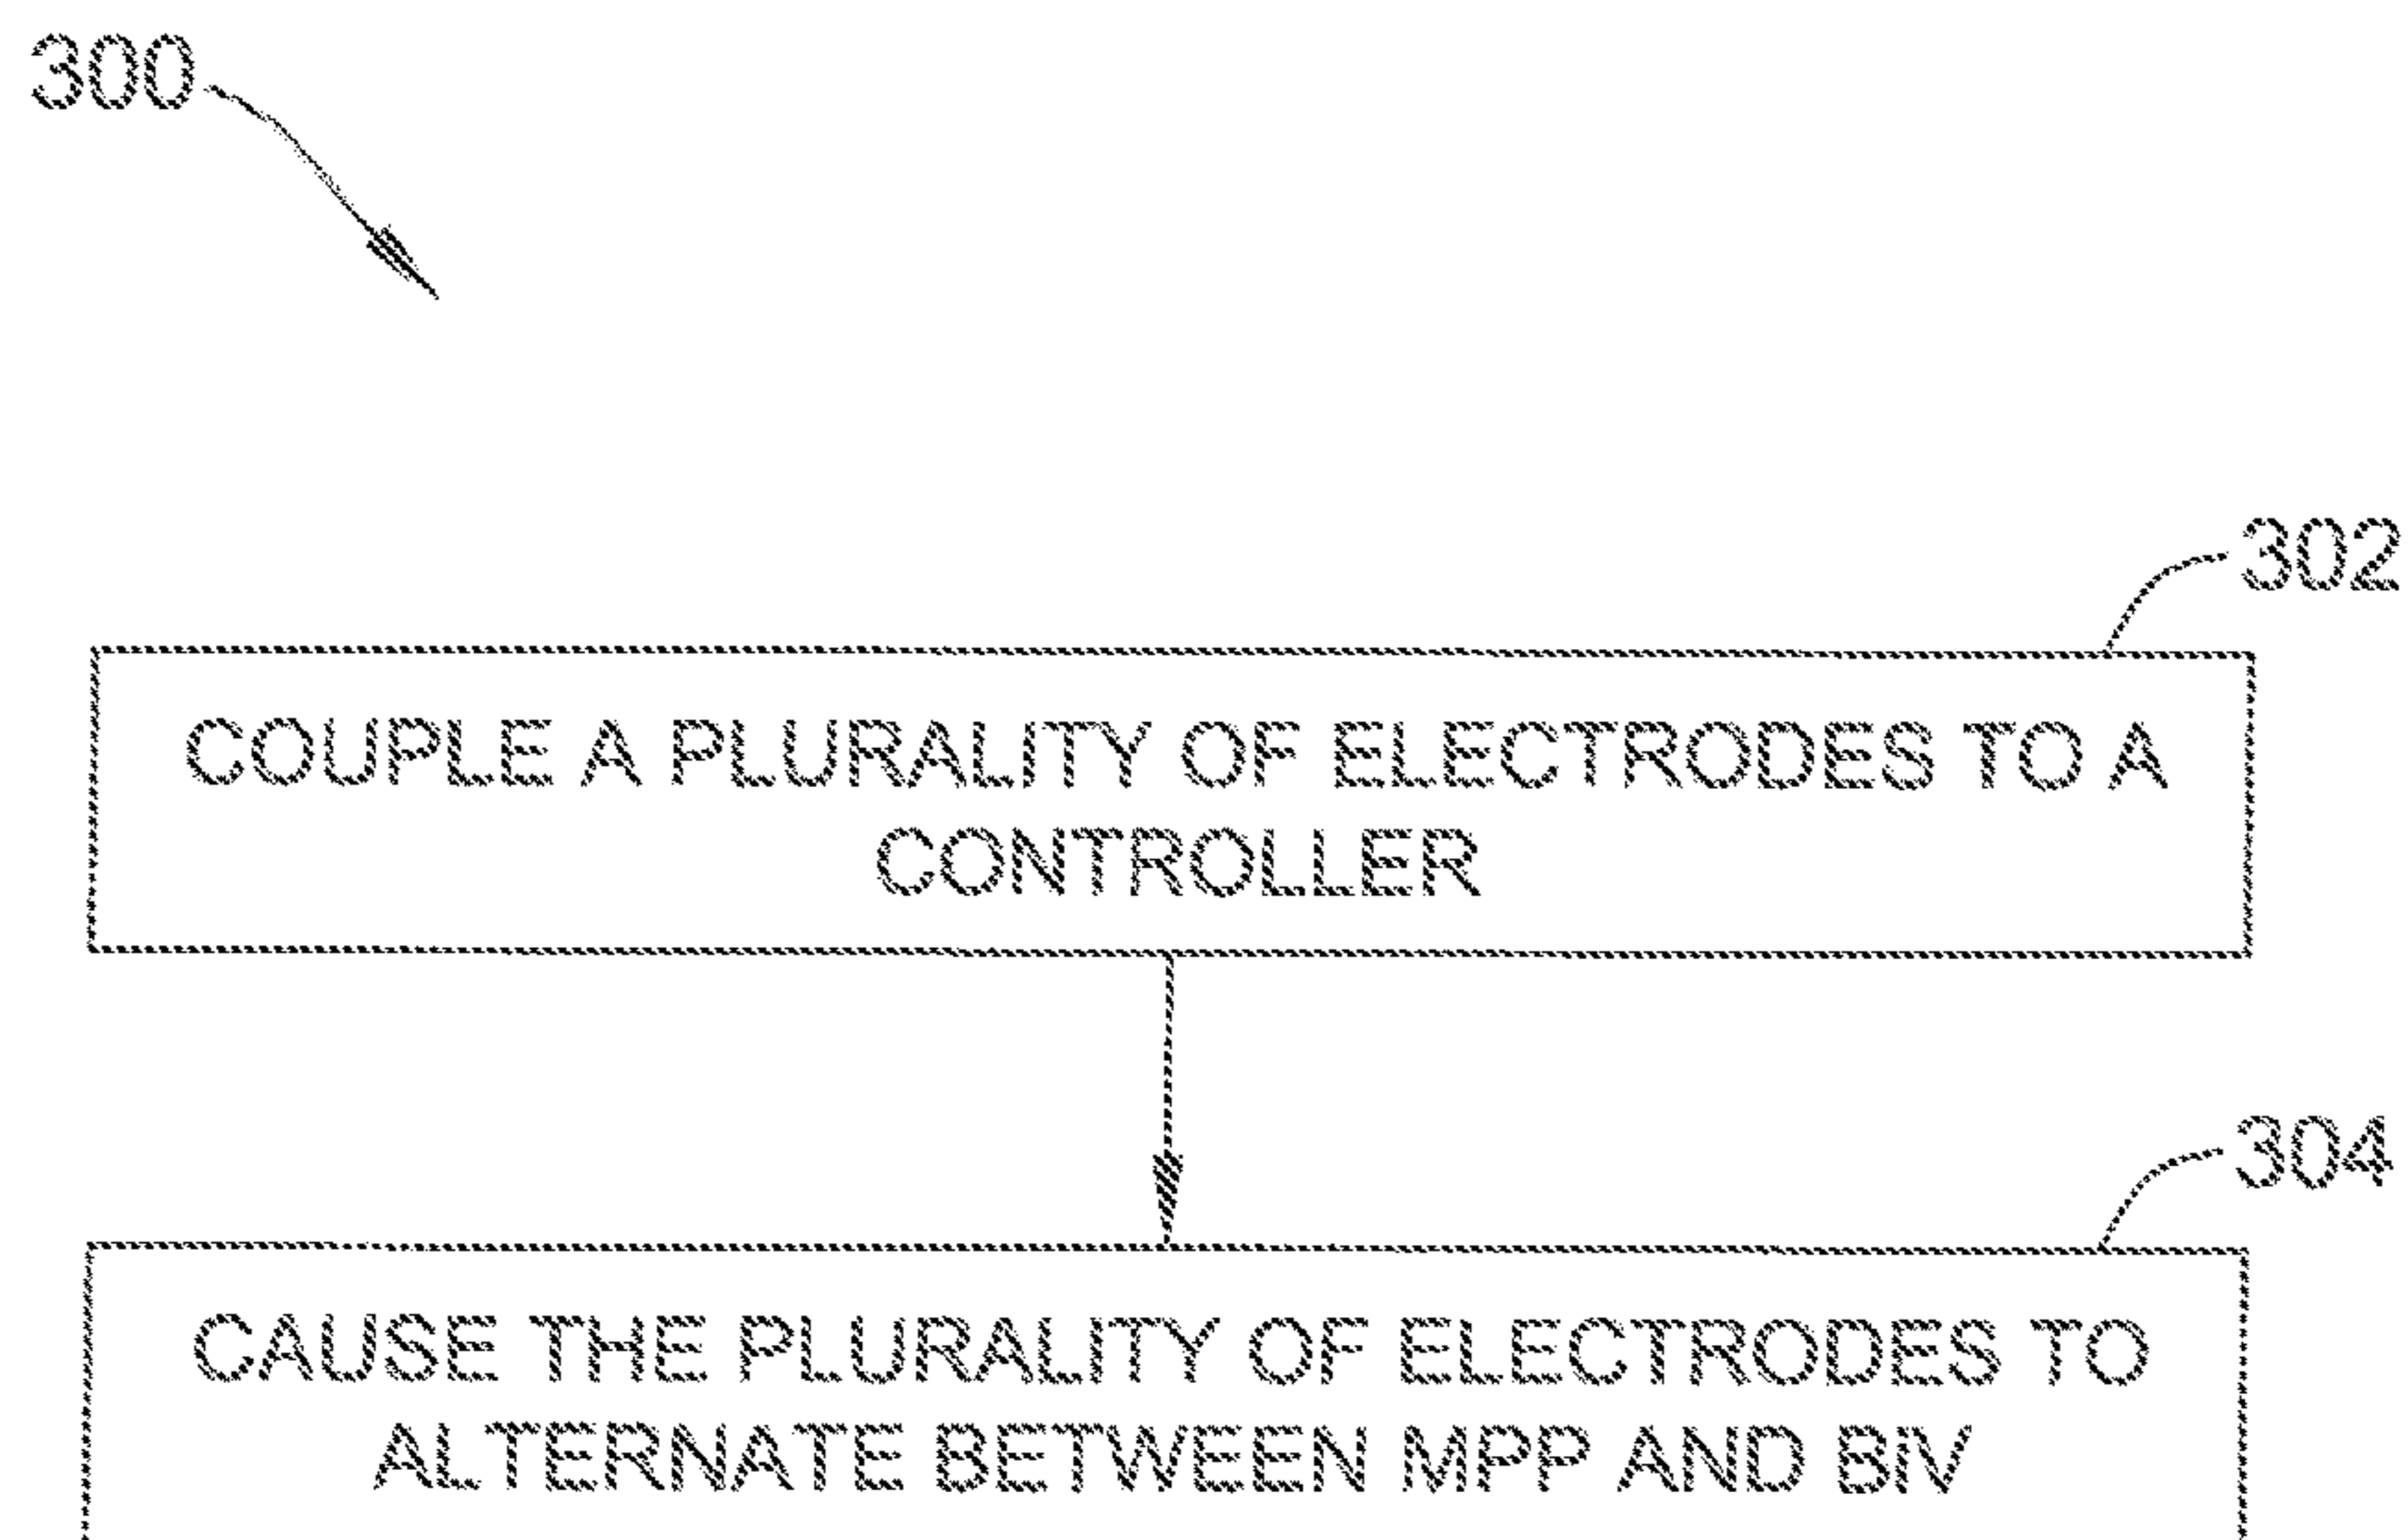 300
302
COUPLE A PLURALITY OF ELECTRODES TO A
CONTROLLER
304
CAUSE THE PLURALITY OF ELECTRODES TO
ALTERNATE BETWEEN MPP AND BiV